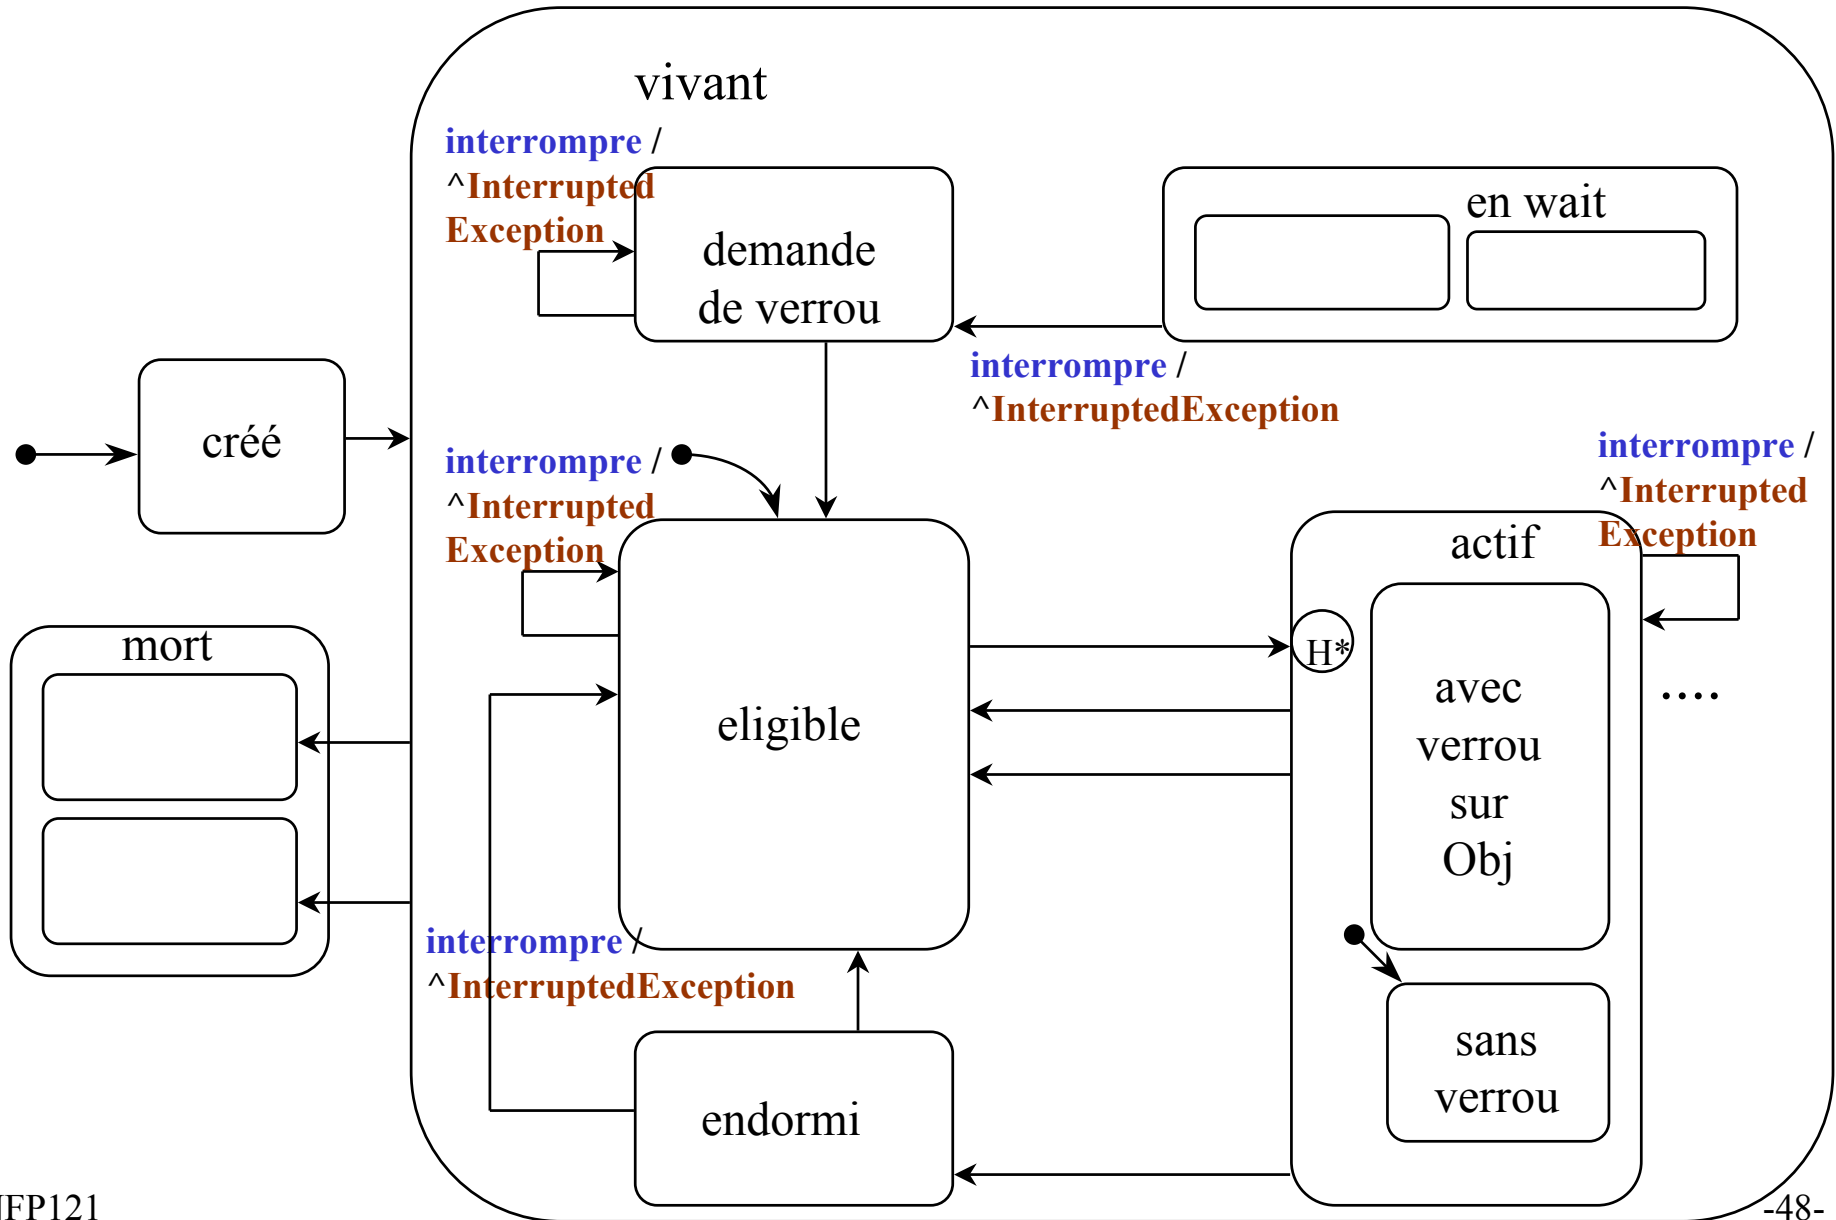 vivant
interrompre /
^Interrupted
Exception
demande
de verrou
en wait
interrompre /
^InterruptedException
créé
interrompre /
^Interrupted
Exception
interrompre /
^Interrupted
Exception
actif
mort
H*
eligible
avec
verrou
sur
Obj
....
interrompre /
^InterruptedException
sans
verrou
endormi
NFP121
-48-